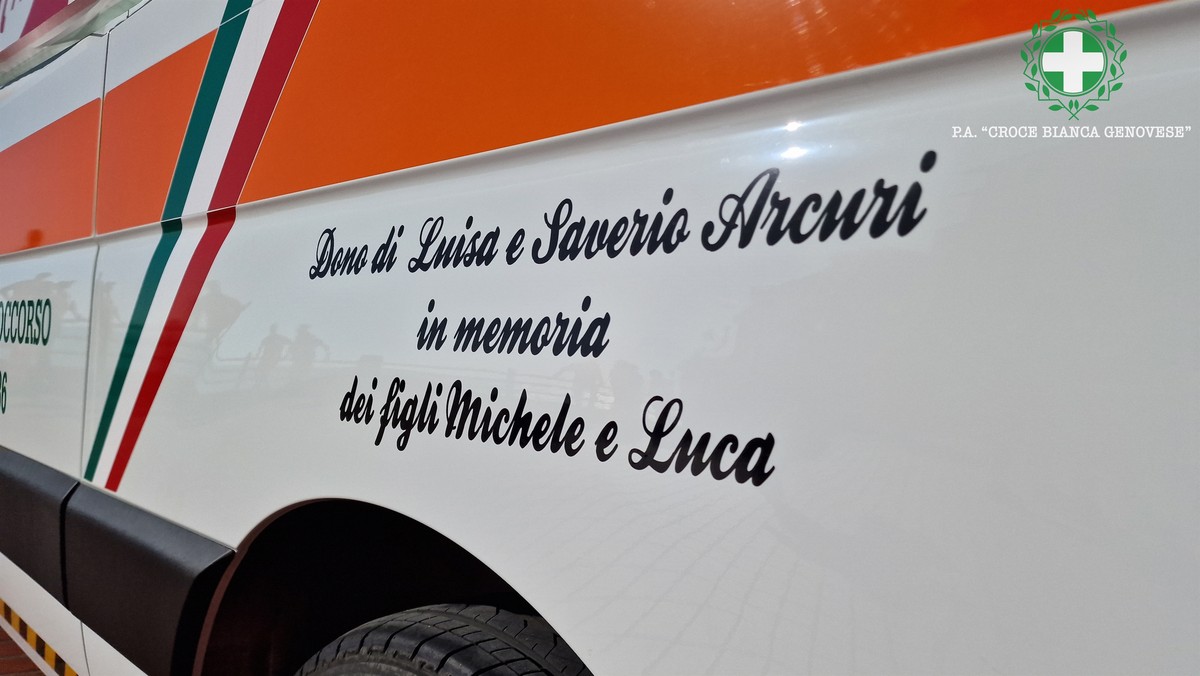 P.A. "CROCE BIANCA GENOVESE"
Dono di Luisa e Saverio Arcuri
in memoria
dei figli Michele e Luca